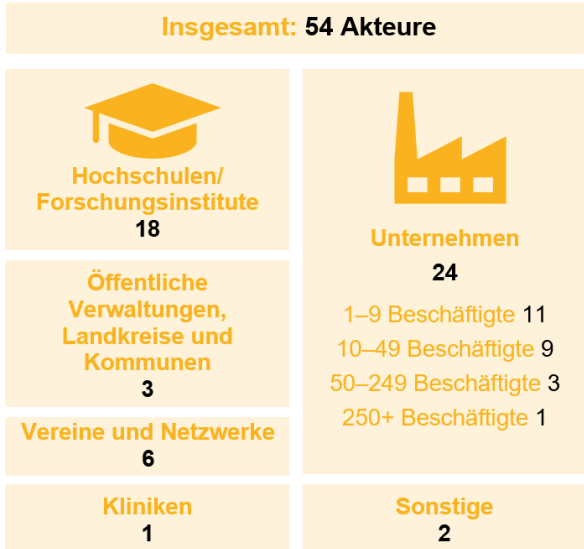 Insgesamt: 54 Akteure
Hochschulen/
Forschungsinstitute
18
Öffentliche
Verwaltungen,
Landkreise und
Kommunen
3
Vereine und Netzwerke
6
Kliniken
1
Unternehmen
24
1–9 Beschäftigte 11
10–49 Beschäftigte 9
50–249 Beschäftigte 3
250+ Beschäftigte 1
Sonstige
2